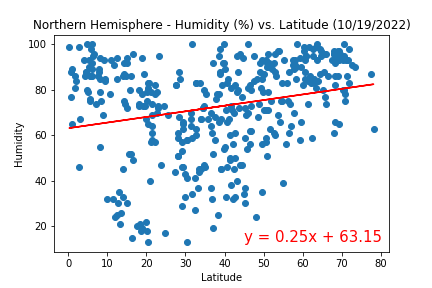 Northern Hemisphere - Humidity (%) vs. Latitude (10/19/2022)
100
80
60
40
20
Humidity
y = 0.25x + 63.15
0 10 20 30 40 50 60 70 80
Latitude